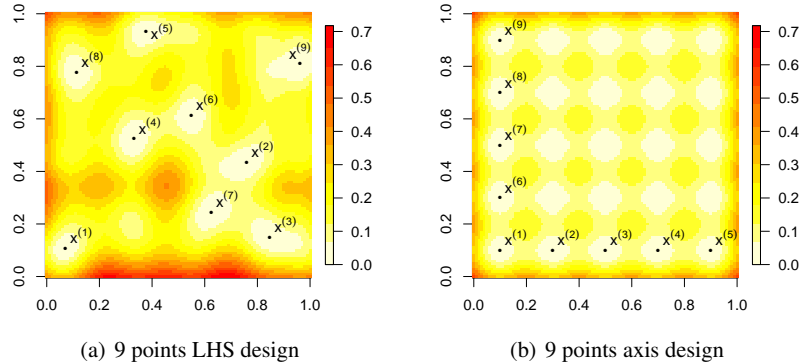 1.0
0.8
0.6
0.4
0.2
0.0
0.0 0.2 0.4 0.6 0.8 1.0
X(5)
X(9)
X(8)
X(6)
X(4)
X(2)
X(7)
X(3)
X(1)
0.7
0.6
0.5
0.4
0.3
0.2
0.1
0.0
(a) 9 points LHS design
1.0
0.8
0.6
0.4
0.2
0.0
0.0 0.2 0.4 0.6 0.8 1.0
X(9)
X(8)
X(7)
X(6)
X(1) X(2) X(3) X(4) X(5)
0.7
0.6
0.5
0.4
0.3
0.2
0.1
0.0
(b) 9 points axis design